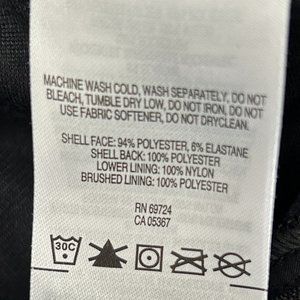 MACHINE WASH COLD, WASH SEPARATELY, DO NOT
BLEACH, TUMBLE DRY LOW, DO NOT IRON, DO NOT
USE FABRIC SOFTENER, DO NOT DRYCLEAN.
SHELL FACE: 94% POLYESTER, 6% ELASTANE
SHELL BACK: 100% POLYESTER
LOWER LINING: 100% NYLON
BRUSHED LINING: 100% POLYESTER
RN 69724
CA 05367
30C